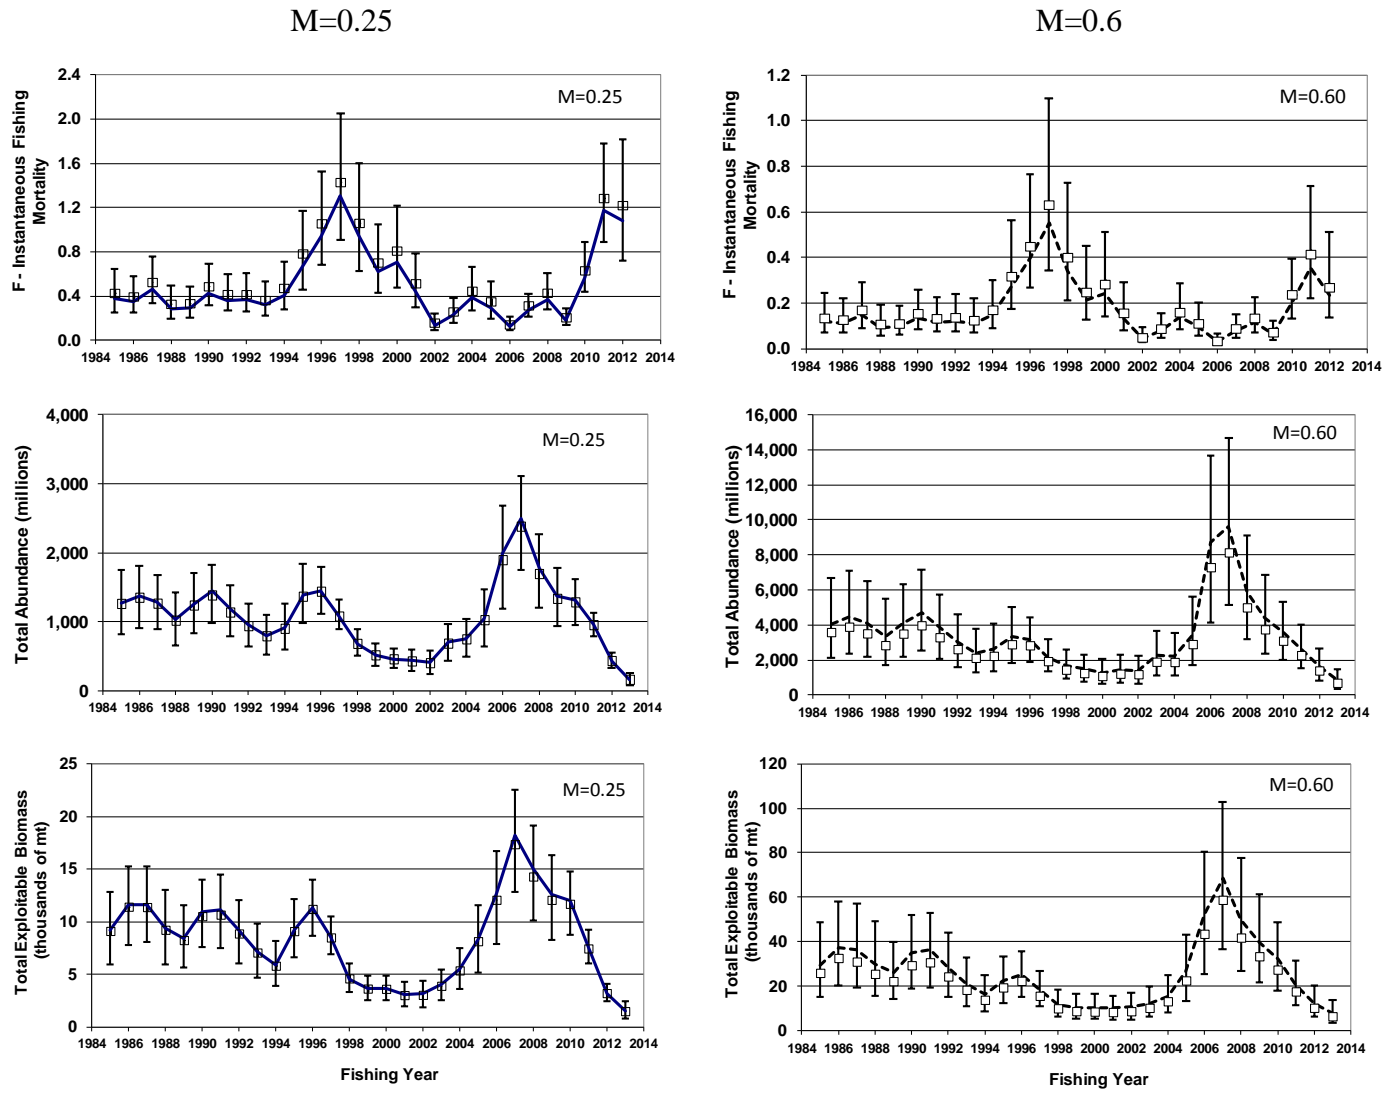 M=0.25
M=0.6
F - Instantaneous Fishing
Mortality
2.4
2.0
1.6
1.2
0.8
0.4
0.0
M=0.25
1984 1986 1988 1990 1992 1994 1996 1998 2000 2002 2004 2006 2008 2010 2012 2014
F - Instantaneous Fishing
Mortality
1.2
1.0
0.8
0.6
0.4
0.2
0.0
M=0.60
1984 1986 1988 1990 1992 1994 1996 1998 2000 2002 2004 2006 2008 2010 2012 2014
Total Abundance (millions)
4,000
3,000
2,000
1,000
0
M=0.25
1984 1986 1988 1990 1992 1994 1996 1998 2000 2002 2004 2006 2008 2010 2012 2014
Total Abundance (millions)
16,000
14,000
12,000
10,000
8,000
6,000
4,000
2,000
0
M=0.60
1984 1986 1988 1990 1992 1994 1996 1998 2000 2002 2004 2006 2008 2010 2012 2014
Total Exploitable Biomass
(thousands of mt)
25
20
15
10
5
0
M=0.25
1984 1986 1988 1990 1992 1994 1996 1998 2000 2002 2004 2006 2008 2010 2012 2014
Fishing Year
Total Exploitable Biomass
(thousands of mt)
120
100
80
60
40
20
0
M=0.60
1984 1986 1988 1990 1992 1994 1996 1998 2000 2002 2004 2006 2008 2010 2012 2014
Fishing Year